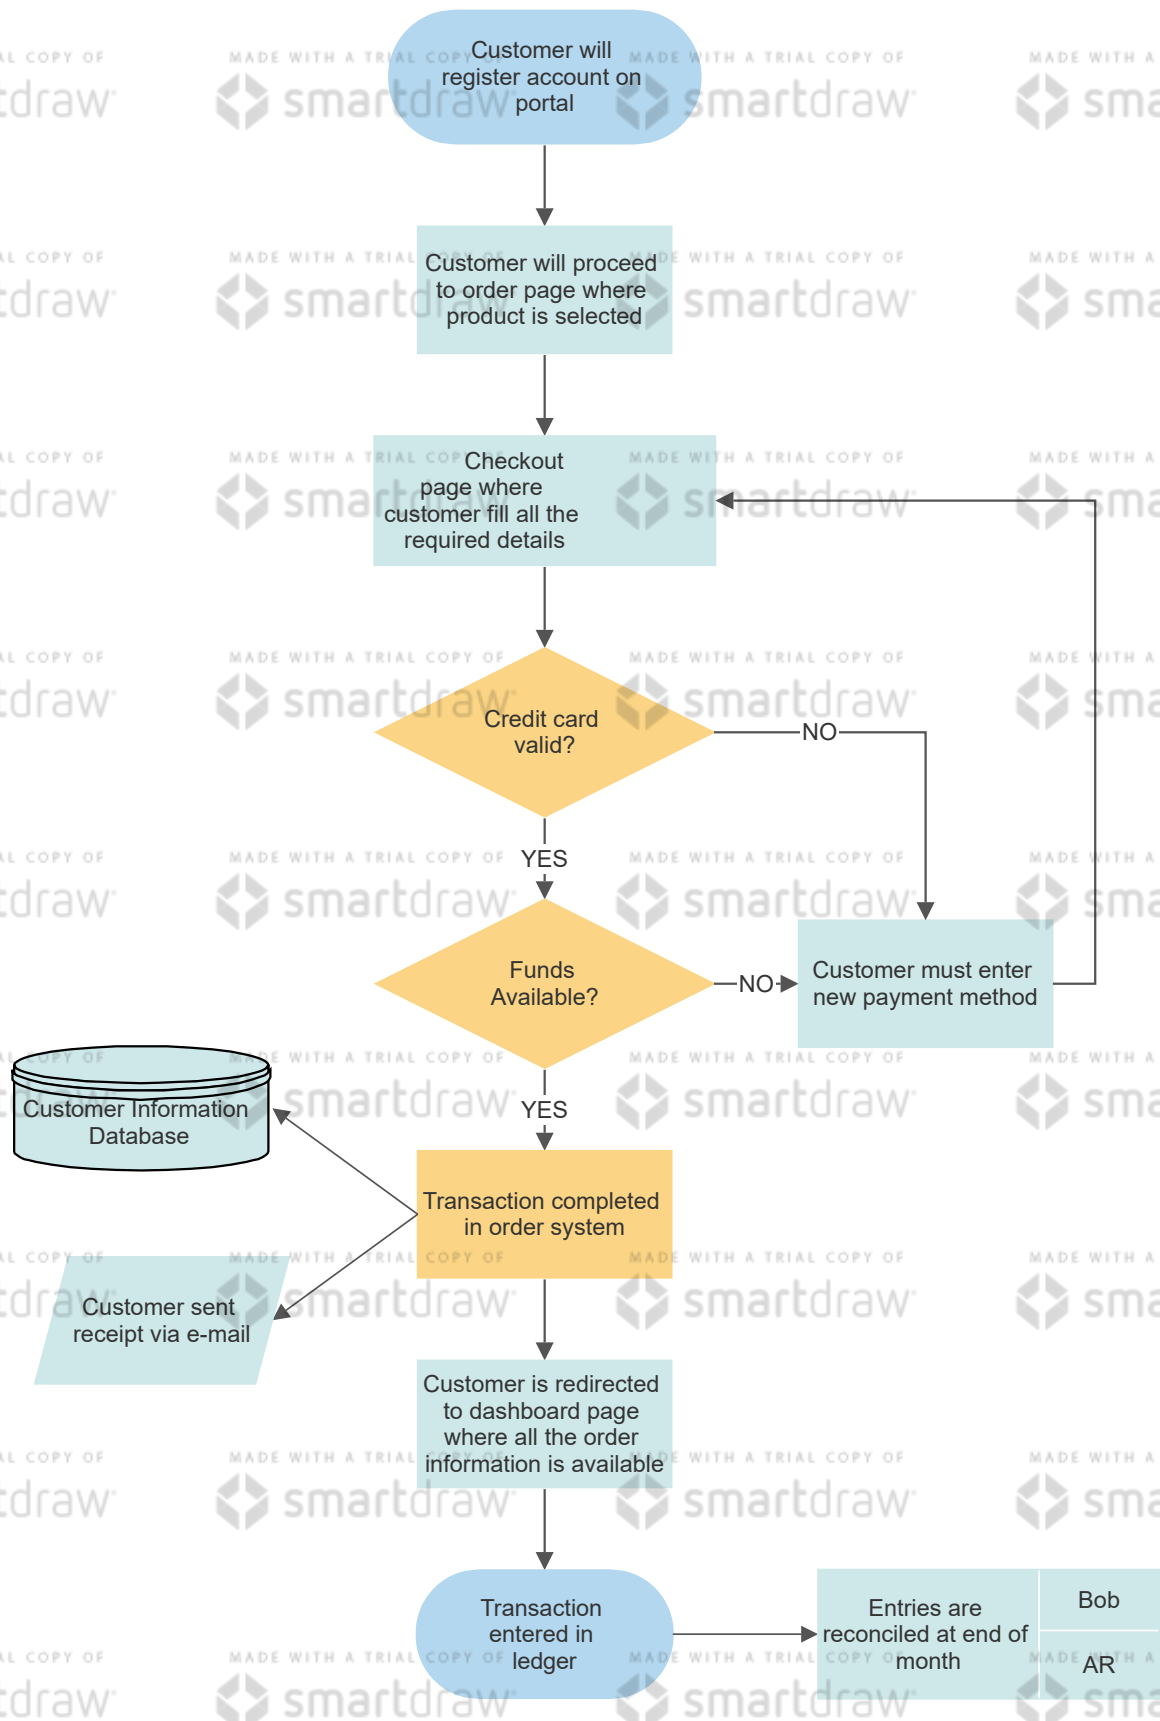 Customer will
register account on
portal
Customer will proceed
to order page where
product is selected
Checkout
page where
customer fill all the
required details
Credit card
valid?
NO
YES
Funds
Available?
NO
Customer must enter
new payment method
YES
Customer Information
Database
Transaction completed
in order system
Customer sent
receipt via e-mail
Customer is redirected
to dashboard page
where all the order
information is available
Transaction
entered in
ledger
Entries are
reconciled at end of
month
Bob
AR
MADE WITH A TRIAL COPY OF
smartdraw